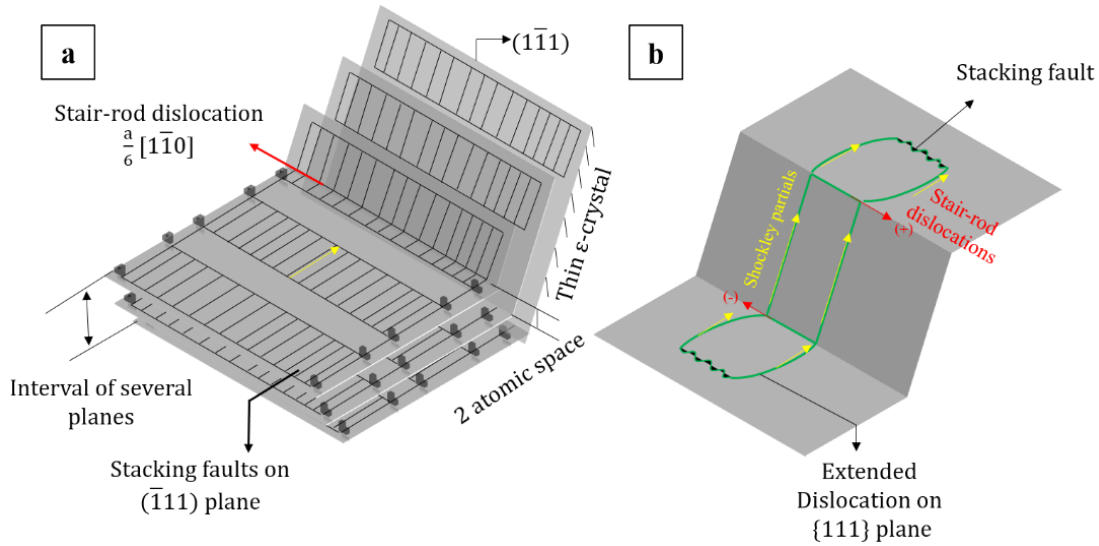 a
(11̅1)
Stair-rod dislocation
a/6 [11̅0]
Thin ε-crystal
2 atomic space
Interval of several
planes
Stacking faults on
(1̅11) plane
b
Stacking fault
Shockley partials
Stair-rod
dislocations
(+)
(-)
Extended
Dislocation on
{111} plane